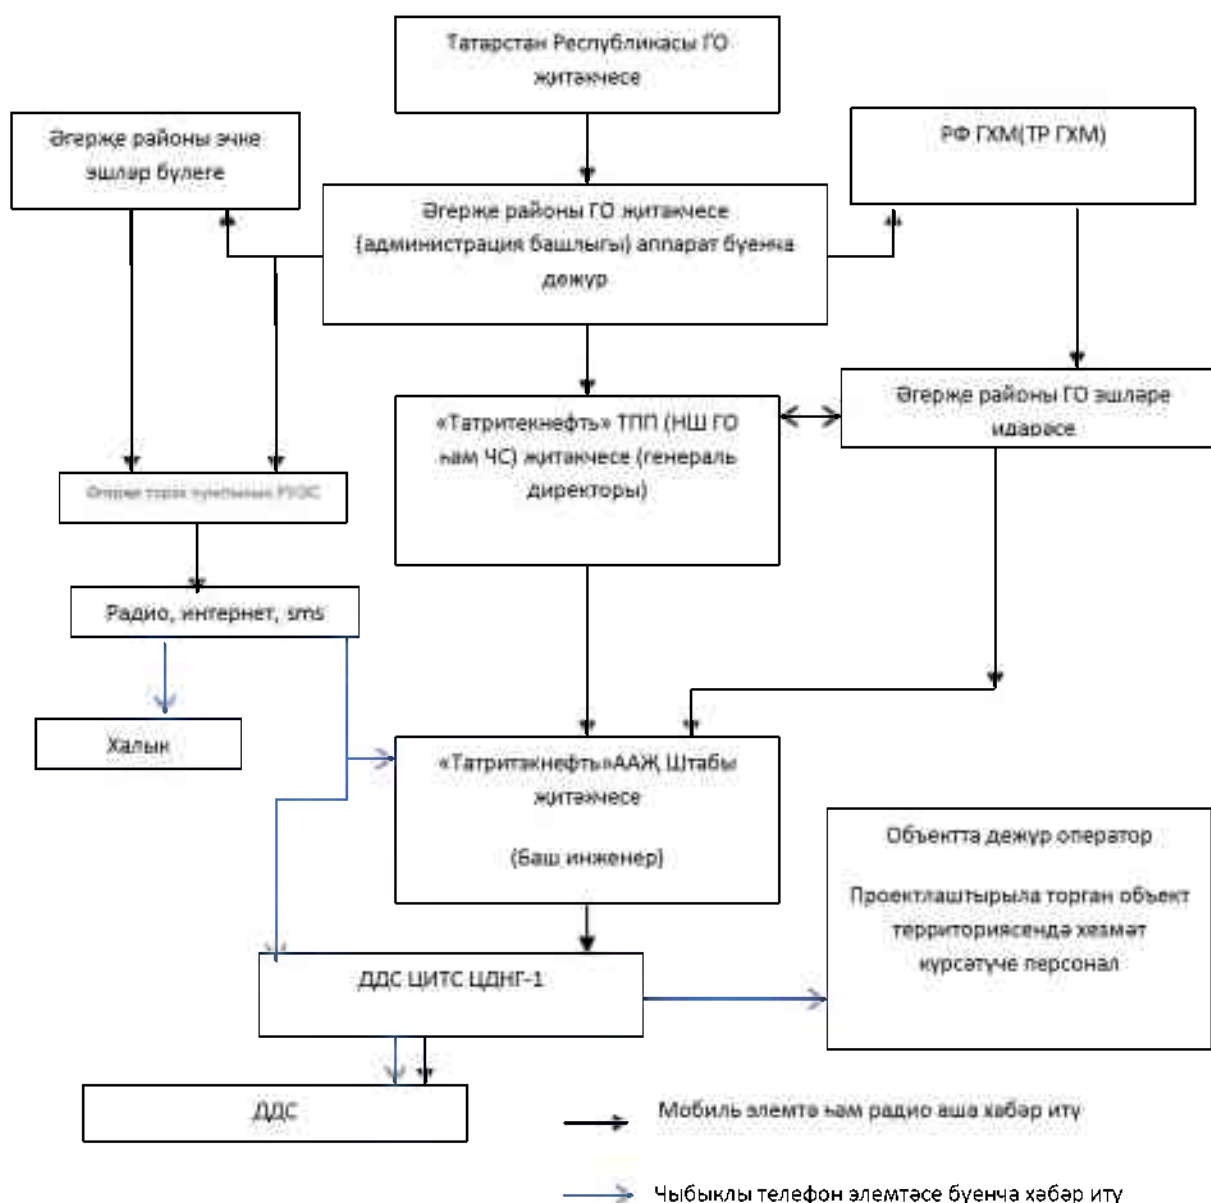 Татарстан Республикасы ГО
җитәкчесе
Әгерҗе районы эчке
эшләр бүлеге
РФ ГХМ(ТР ГХМ)
Әгерҗе районы ГО җитәкчесе
(администрация башлыгы) аппарат буенча
дежур
«Татритекнефть» ТПП (НШ ГО
һәм ЧС) җитәкчесе (генераль
директоры)
Әгерҗе районы ГО эшләре
идарәсе
Радио, интернет, sms
Халык
«Татритәкнефть»ААҖ Штабы
җитәкчесе
(Баш инженер)
Объектта дежур оператор
Проектлаштырыла торган объект
территориясендә хезмәт
күрсәтүче персонал
ДДС ЦИТС ЦДНГ-1
ДДС
Мобиль элемтә һәм радио аша хәбәр итү
Чыбыклы телефон элемтәсе буенча хәбәр итү